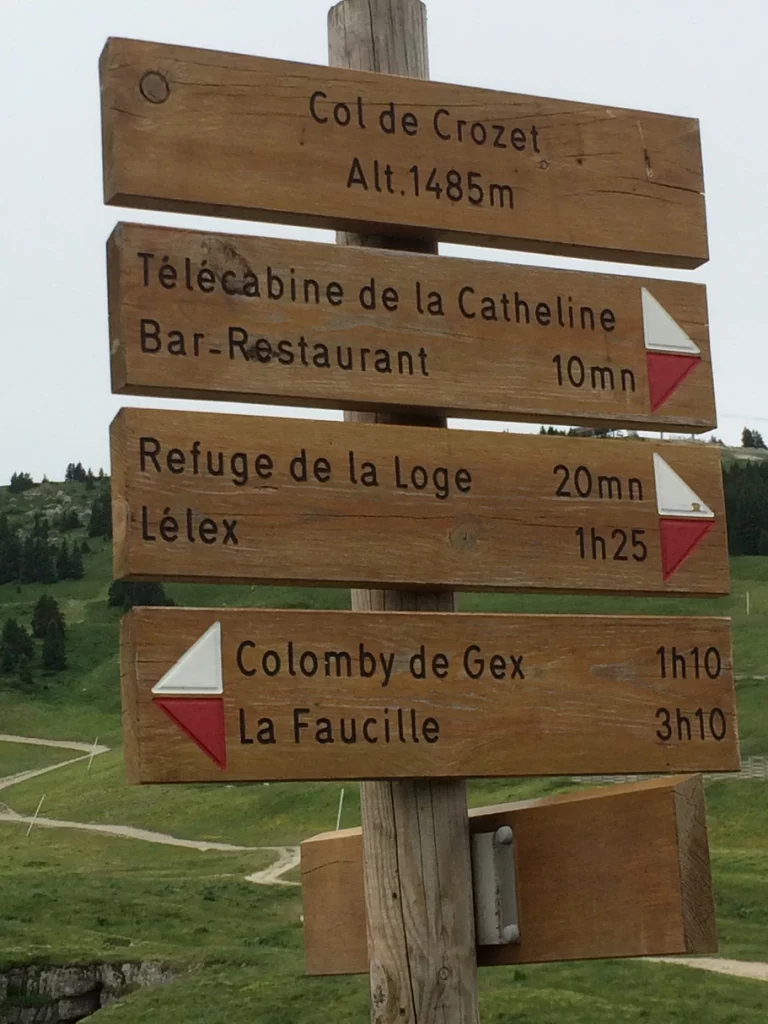 Col de Crozet
Alt.1485m
Télécabine de la Catheline
Bar-Restaurant 10mn
Refuge de la Loge 20mn
Lélex 1h25
Colomby de Gex 1h10
La Faucille 3h10